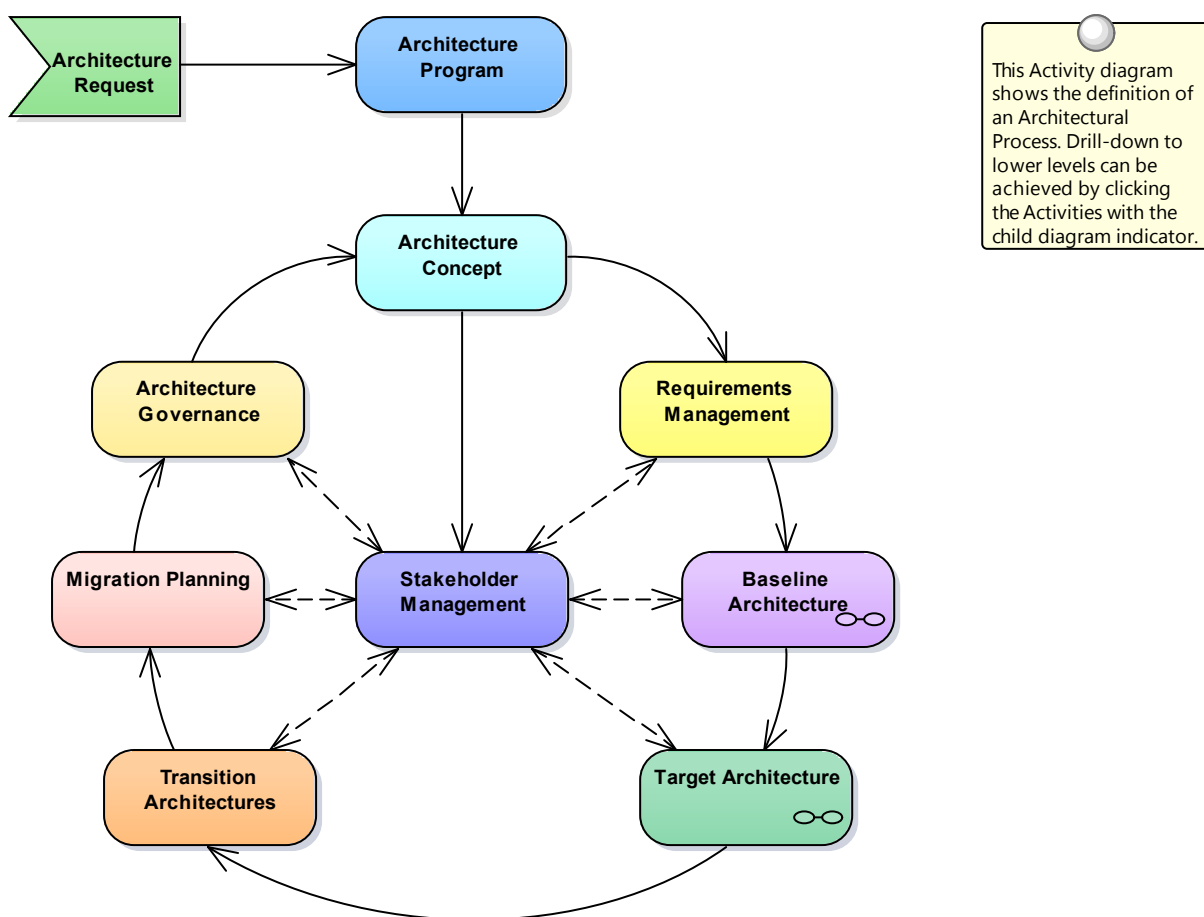 Architecture
Request
Architecture
Program
This Activity diagram
shows the definition of
an Architectural
Process. Drill-down to
lower levels can be
achieved by clicking
the Activities with the
child diagram indicator.
Architecture
Concept
Architecture
Governance
Requirements
Management
Migration Planning
Stakeholder
Management
Baseline
Architecture
Transition
Architectures
Target Architecture